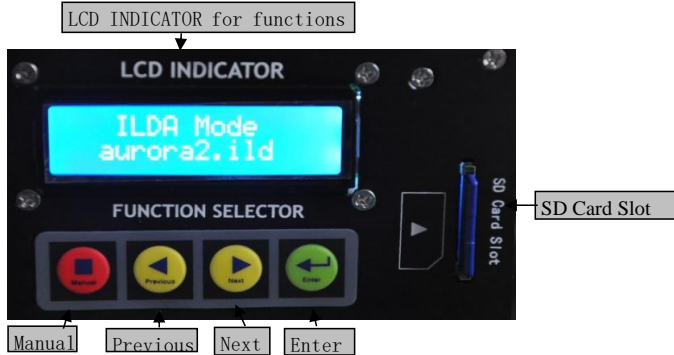 LCD INDICATOR for functions
LCD INDICATOR
ILDA Mode
aurora2.ild
FUNCTION SELECTOR
SD Card Slot
SD Card Slot
Manual
Previous
Next
Enter
Manual
Previous
Next
Enter